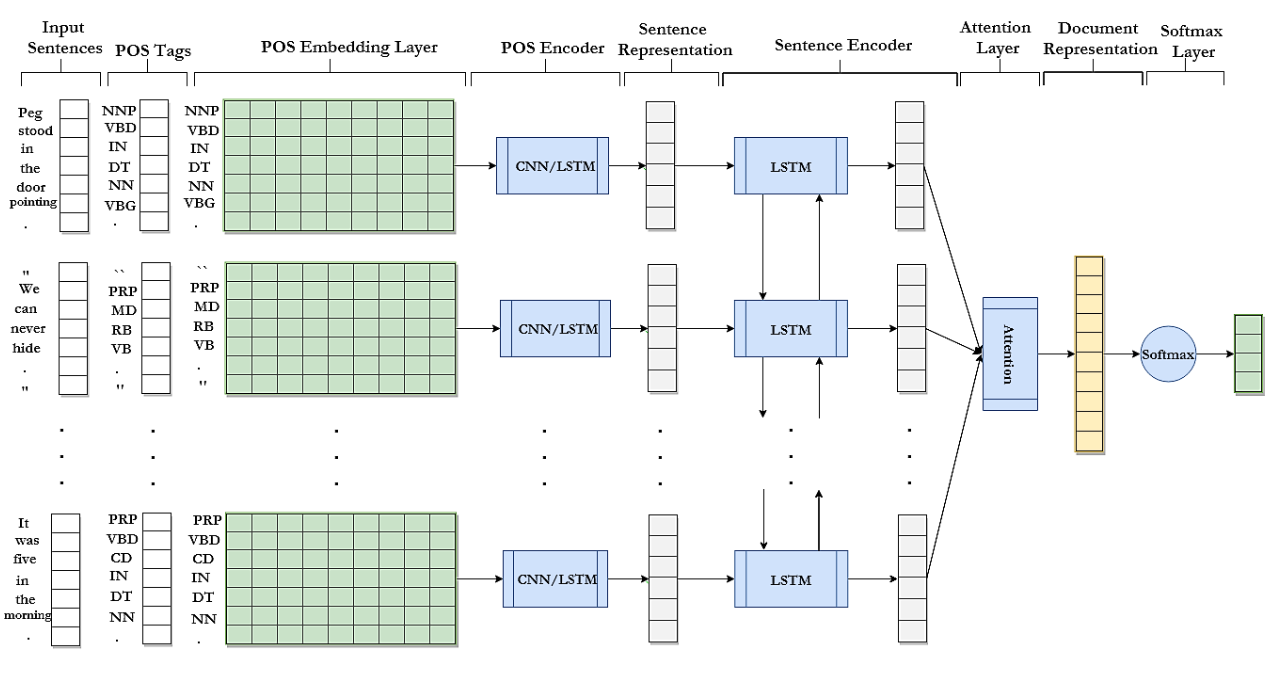 Input
Sentences
POS Tags
POS Embedding Layer
POS Encoder
Sentence
Representation
Sentence Encoder
Attention
Layer
Document
Representation
Softmax
Layer
Peg
stood
in
the
door
pointing
.
NNP
VBD
IN
DT
NN
VBG
.
NNP
VBD
IN
DT
NN
VBG
.
CNN/LSTM
LSTM
"
We
can
never
hide
.
"
``
PRP
MD
RB
VB
.
"
``
PRP
MD
RB
VB
.
"
CNN/LSTM
LSTM
Attention
Softmax
It
was
five
in
the
morning
.
PRP
VBD
CD
IN
DT
NN
.
PRP
VBD
CD
IN
DT
NN
.
CNN/LSTM
LSTM